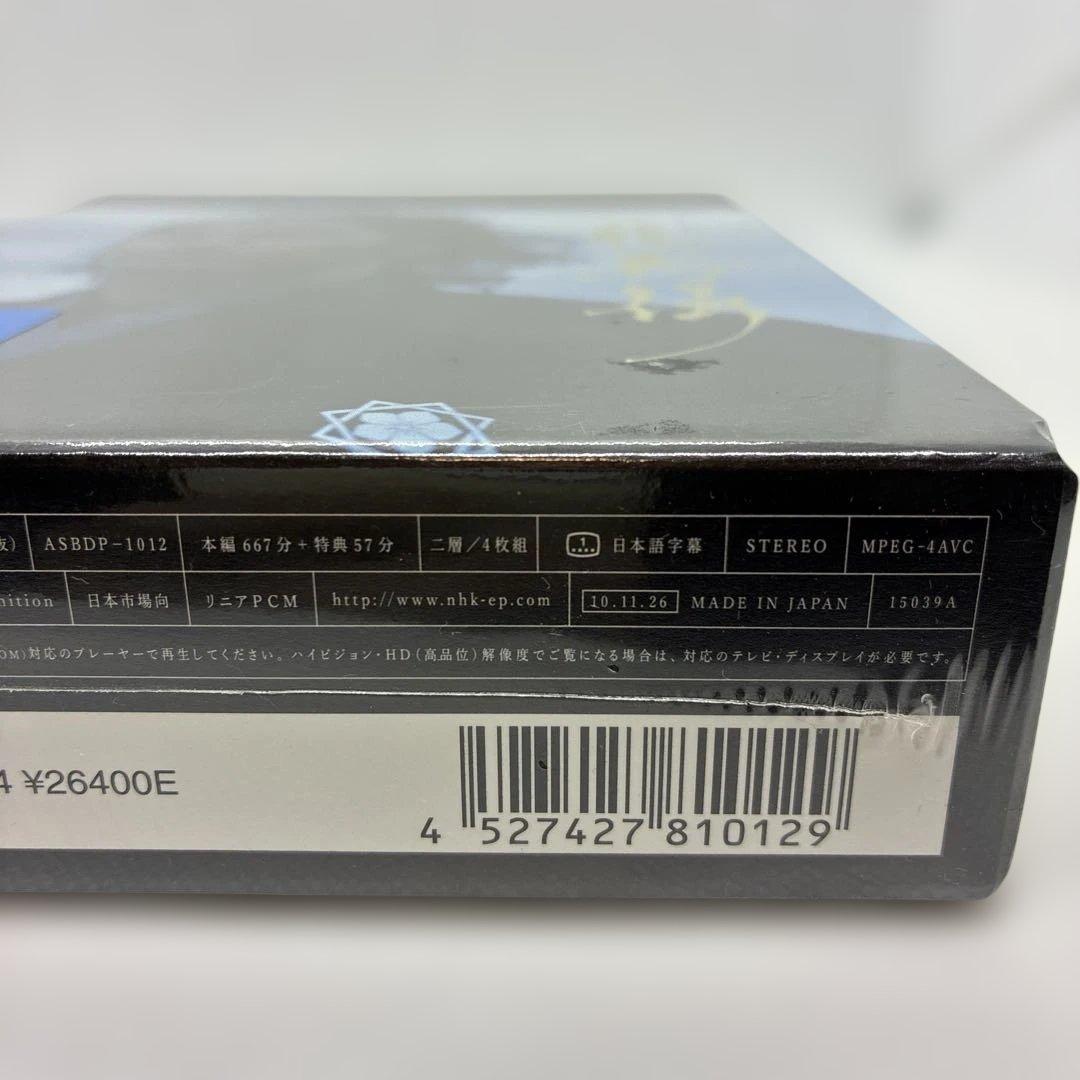 抜) ASBDP-1012 本編667分+特典57分 二層/4枚組 1 日本語字幕 STEREO MPEG-4AVC
nition 日本市場向 リニアPCM http://www.nhk-ep.com 10.11.26 MADE IN JAPAN 15039A
OM)対応のプレーヤーで再生してください。ハイビジョン・HD(高品位)解像度でご覧になる場合は、対応のテレビ・ディスプレイが必要です。
4 ¥26400E
4 527427 810129